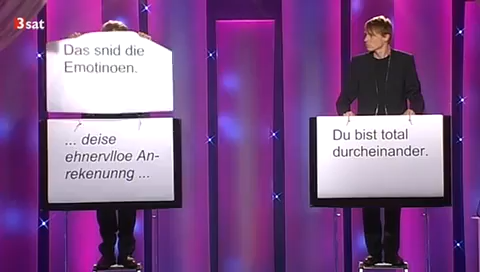 3sat
Das snid die
Emotinoen.
... deise
ehnervlloe An-
rekenunng ...
Du bist total
durcheinander.